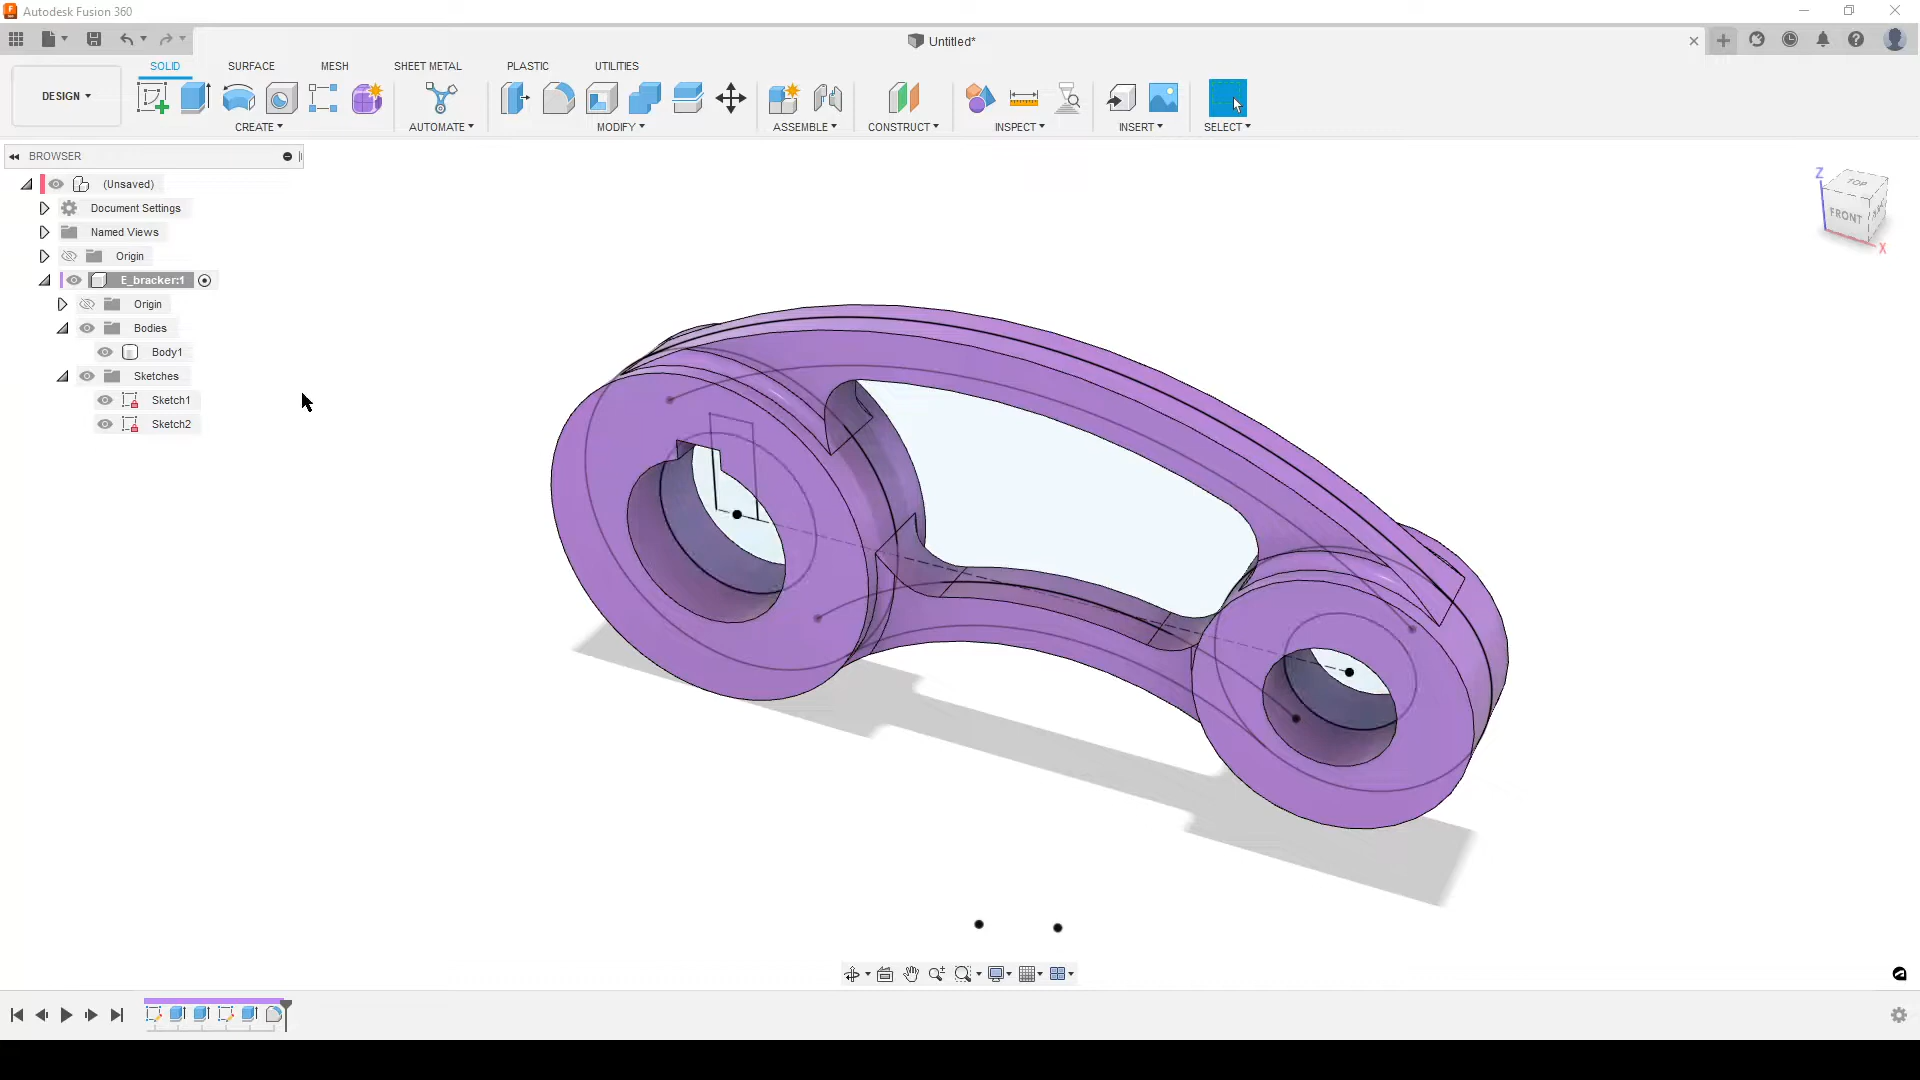 Autodesk Fusion 360
Untitled*
SOLID SURFACE MESH SHEET METAL PLASTIC UTILITIES
DESIGN
CREATE AUTOMATE MODIFY ASSEMBLE CONSTRUCT INSPECT INSERT SELECT
BROWSER
(Unsaved)
Document Settings
Named Views
Origin
E_bracker:1
Origin
Bodies
Body1
Sketches
Sketch1
Sketch2
Z
TOP
FRONT
X